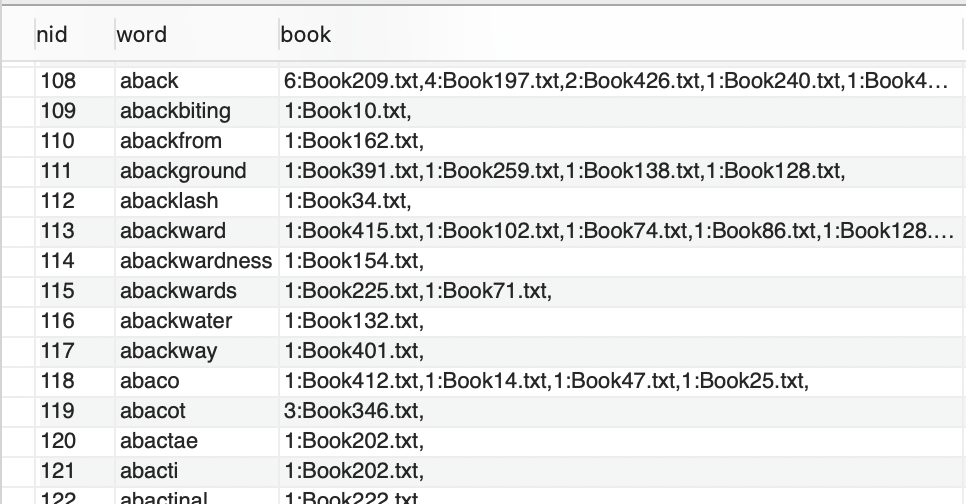 nid word book
108 aback 6:Book209.txt,4:Book197.txt,2:Book426.txt,1:Book240.txt,1:Book4...
109 abackbiting 1:Book10.txt,
110 abackfrom 1:Book162.txt,
111 abackground 1:Book391.txt,1:Book259.txt,1:Book138.txt,1:Book128.txt,
112 abacklash 1:Book34.txt,
113 abackward 1:Book415.txt,1:Book102.txt,1:Book74.txt,1:Book86.txt,1:Book128....
114 abackwardness 1:Book154.txt,
115 abackwards 1:Book225.txt,1:Book71.txt,
116 abackwater 1:Book132.txt,
117 abackway 1:Book401.txt,
118 abaco 1:Book412.txt,1:Book14.txt,1:Book47.txt,1:Book25.txt,
119 abacot 3:Book346.txt,
120 abactae 1:Book202.txt,
121 abacti 1:Book202.txt,
122 abactinal 1:Book222.txt